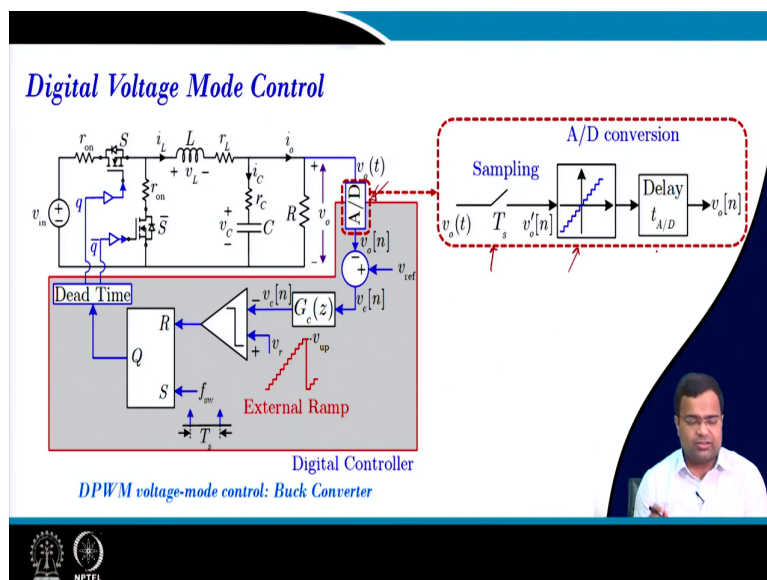 Digital Voltage Mode Control
r_on
S
i_L
L
r_L
i_o
+ v_L −
v_in
q
q̄
r_on
S̄
i_C
r_C
+
v_C
−
C
R
+
v_o
−
v_o(t)
A/D
v_o[n]
−
+
v_ref
v_e[n]
G_c(z)
v_c[n]
−
+
v_r
v_up
External Ramp
Dead Time
R
Q
S
f_sw
T_s
Digital Controller
DPWM voltage-mode control: Buck Converter
A/D conversion
Sampling
v_o(t)
T_s
v_o'[n]
Delay
t_A/D
v_o[n]
NPTEL